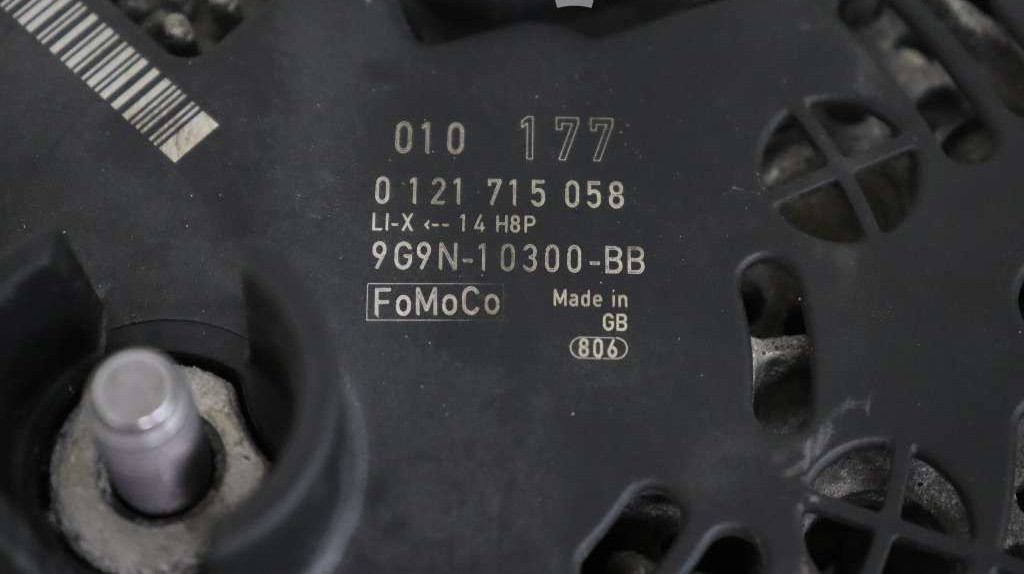 010 177
0 121 715 058
LI-X <-- 14 H8P
9G9N-10300-BB
FoMoCo Made in
GB
806